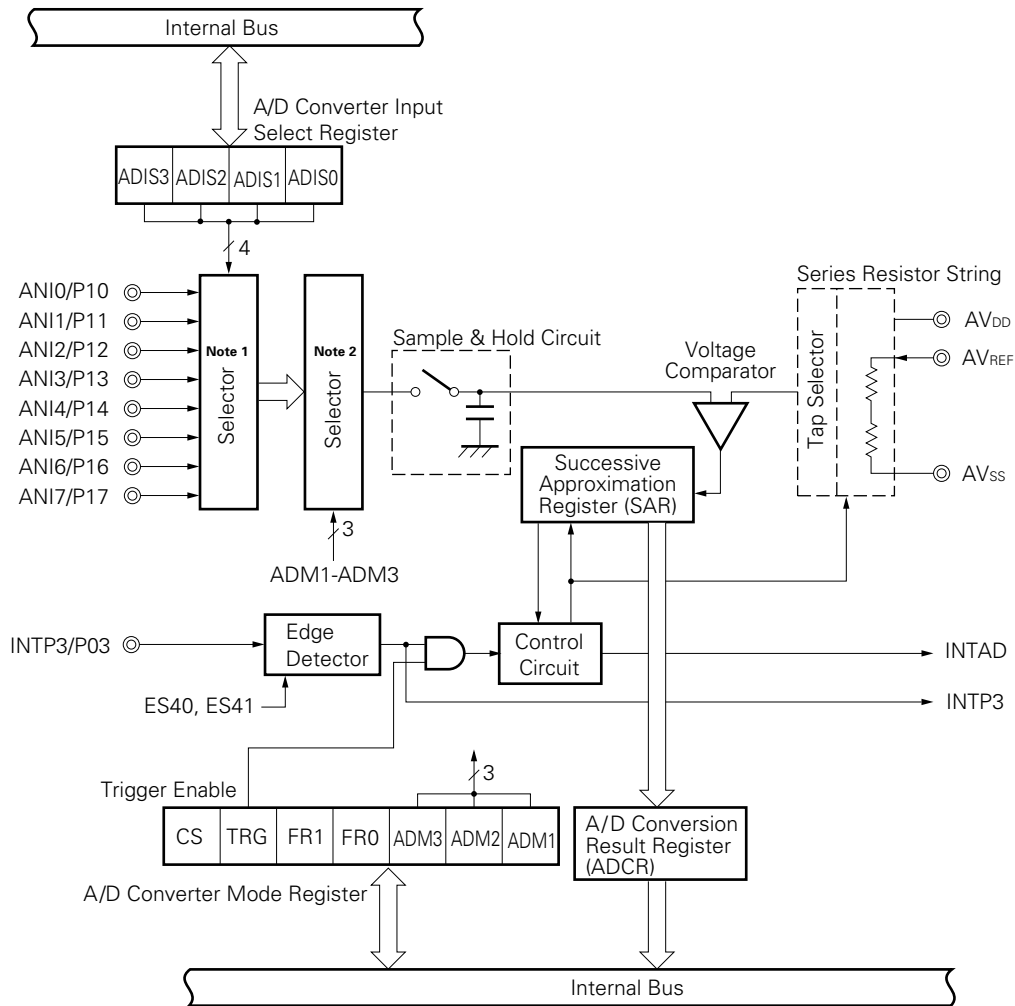 Internal Bus
A/D Converter Input
Select Register
ADIS3 ADIS2 ADIS1 ADIS0
4
ANI0/P10
ANI1/P11
ANI2/P12
ANI3/P13
ANI4/P14
ANI5/P15
ANI6/P16
ANI7/P17
Note 1
Selector
Note 2
Selector
3
ADM1-ADM3
Sample & Hold Circuit
Voltage
Comparator
Series Resistor String
Tap Selector
AVDD
AVREF
AVSS
Successive
Approximation
Register (SAR)
INTP3/P03
Edge
Detector
ES40, ES41
Control
Circuit
INTAD
INTP3
Trigger Enable
3
CS TRG FR1 FR0 ADM3 ADM2 ADM1
A/D Converter Mode Register
A/D Conversion
Result Register
(ADCR)
Internal Bus